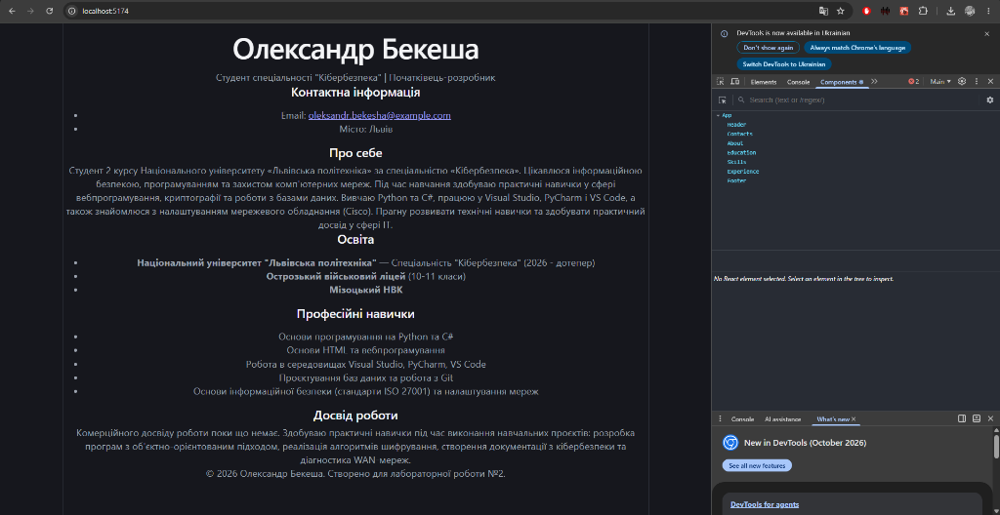 localhost:5174
DevTools is now available in Ukrainian
Don't show again
Always match Chrome's language
Switch DevTools to Ukrainian
Elements
Console
Components
2
Main
Search (text or /regex/)
App
Header
Contacts
About
Education
Skills
Experience
Footer
No React element selected. Select an element in the tree to inspect.
Console
AI assistance
What's new
New in DevTools (October 2026)
See all new features
DevTools for agents
Олександр Бекеша
Студент спеціальності "Кібербезпека" | Початківець-розробник
Контактна інформація
Email: oleksandr.bekesha@example.com
Місто: Львів
Про себе
Студент 2 курсу Національного університету «Львівська політехніка» за спеціальністю «Кібербезпека». Цікавлюся інформаційною
безпекою, програмуванням та захистом комп'ютерних мереж. Під час навчання здобуваю практичні навички у сфері
вебпрограмування, криптографії та роботи з базами даних. Вивчаю Python та C#, працюю у Visual Studio, PyCharm і VS Code, а
також знайомлюся з налаштуванням мережевого обладнання (Cisco). Прагну розвивати технічні навички та здобувати практичний
досвід у сфері ІТ.
Освіта
Національний університет "Львівська політехніка" — Спеціальність "Кібербезпека" (2026 - дотепер)
Острозький військовий ліцей (10-11 класи)
Мізоцький НВК
Професійні навички
Основи програмування на Python та C#
Основи HTML та вебпрограмування
Робота в середовищах Visual Studio, PyCharm, VS Code
Проєктування баз даних та робота з Git
Основи інформаційної безпеки (стандарти ISO 27001) та налаштування мереж
Досвід роботи
Комерційного досвіду роботи поки що немає. Здобуваю практичні навички під час виконання навчальних проєктів: розробка
програм з об'єктно-орієнтованим підходом, реалізація алгоритмів шифрування, створення документації з кібербезпеки та
діагностика WAN мереж.
© 2026 Олександр Бекеша. Створено для лабораторної роботи №2.